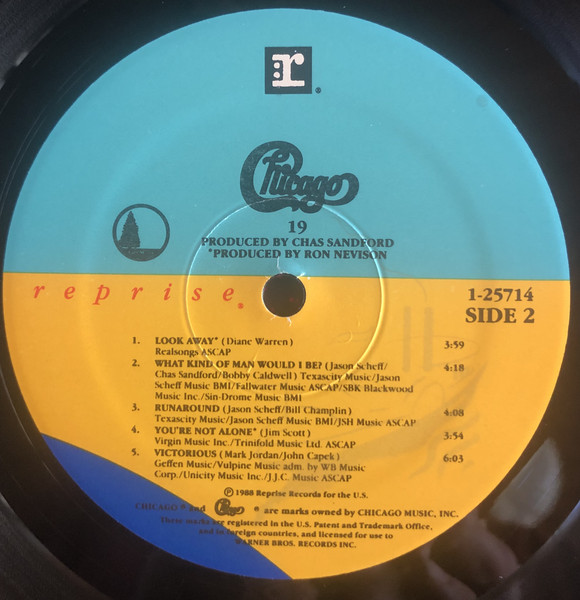 r
Chicago
19
PRODUCED BY CHAS SANDFORD
*PRODUCED BY RON NEVISON
reprise
1-25714
SIDE 2
1. LOOK AWAY* (Diane Warren) 3:59
Realsongs ASCAP
2. WHAT KIND OF MAN WOULD I BE? (Jason Scheff/ 4:18
Chas Sandford/Bobby Caldwell) Texascity Music/Jason
Scheff Music BMI/Fallwater Music ASCAP/SBK Blackwood
Music Inc./Sin-Drome Music BMI
3. RUNAROUND (Jason Scheff/Bill Champlin) 4:08
Texascity Music/Jason Scheff Music BMI/JSH Music ASCAP
4. YOU'RE NOT ALONE* (Jim Scott) 3:54
Virgin Music Inc./Trinifold Music Ltd. ASCAP
5. VICTORIOUS (Mark Jordan/John Capek) 6:03
Geffen Music/Vulpine Music adm. by WB Music
Corp./Unicity Music Inc./J.J.C. Music ASCAP
℗ 1988 Reprise Records for the U.S.
CHICAGO ® and Chicago ® are marks owned by CHICAGO MUSIC, INC.
These marks are registered in the U.S. Patent and Trademark Office,
and in foreign countries, and licensed for use to
WARNER BROS. RECORDS INC.